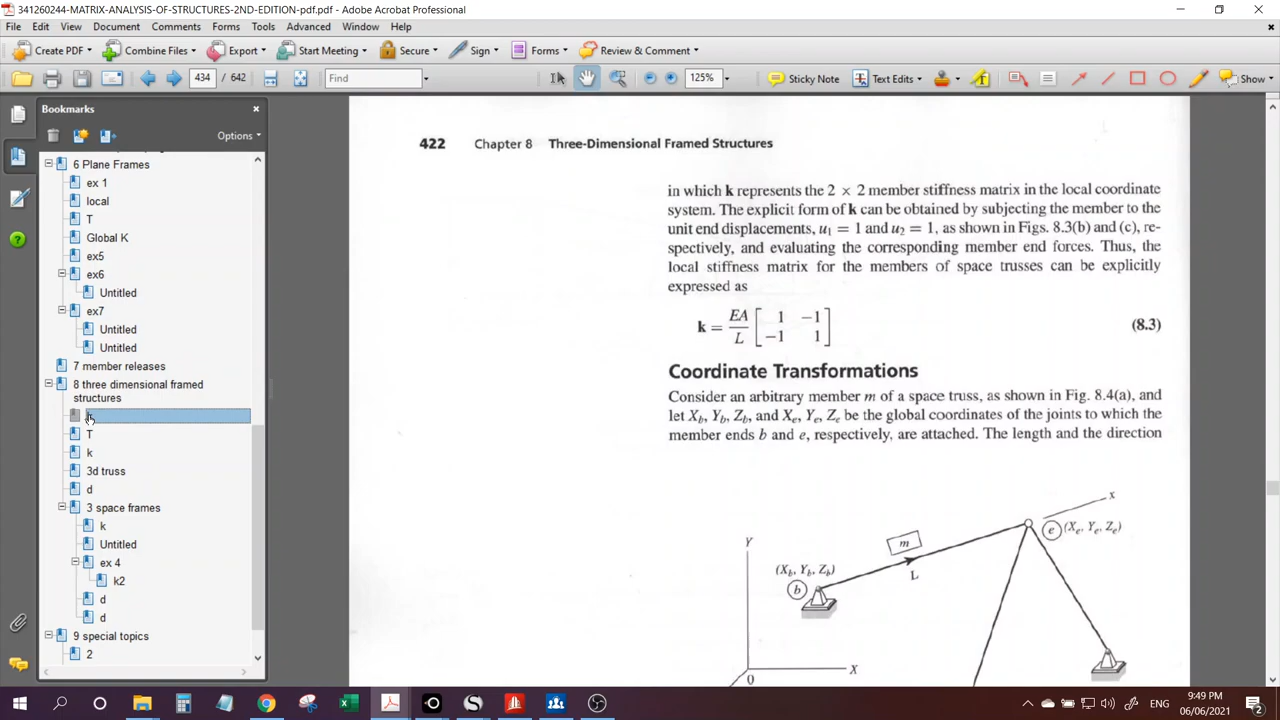 341260244-MATRIX-ANALYSIS-OF-STRUCTURES-2ND-EDITION-pdf.pdf - Adobe Acrobat Professional
File Edit View Document Comments Forms Tools Advanced Window Help
Create PDF Combine Files Export Start Meeting Secure Sign Forms Review & Comment
434 / 642 Find 125% Sticky Note Text Edits Show
Bookmarks
Options
6 Plane Frames
ex 1
local
T
Global K
ex5
ex6
Untitled
ex7
Untitled
Untitled
7 member releases
8 three dimensional framed
structures
T
k
3d truss
d
3 space frames
k
Untitled
ex 4
k2
d
d
9 special topics
2
422 Chapter 8 Three-Dimensional Framed Structures
in which k represents the 2 × 2 member stiffness matrix in the local coordinate
system. The explicit form of k can be obtained by subjecting the member to the
unit end displacements, u₁ = 1 and u₂ = 1, as shown in Figs. 8.3(b) and (c), re-
spectively, and evaluating the corresponding member end forces. Thus, the
local stiffness matrix for the members of space trusses can be explicitly
expressed as
k = EA/L [1 -1
-1 1] (8.3)
Coordinate Transformations
Consider an arbitrary member m of a space truss, as shown in Fig. 8.4(a), and
let Xb, Yb, Zb, and Xe, Ye, Ze be the global coordinates of the joints to which the
member ends b and e, respectively, are attached. The length and the direction
x
e (Xe, Ye, Ze)
Y
m
(Xb, Yb, Zb)
L
b
X
0
ENG
9:49 PM
06/06/2021
2